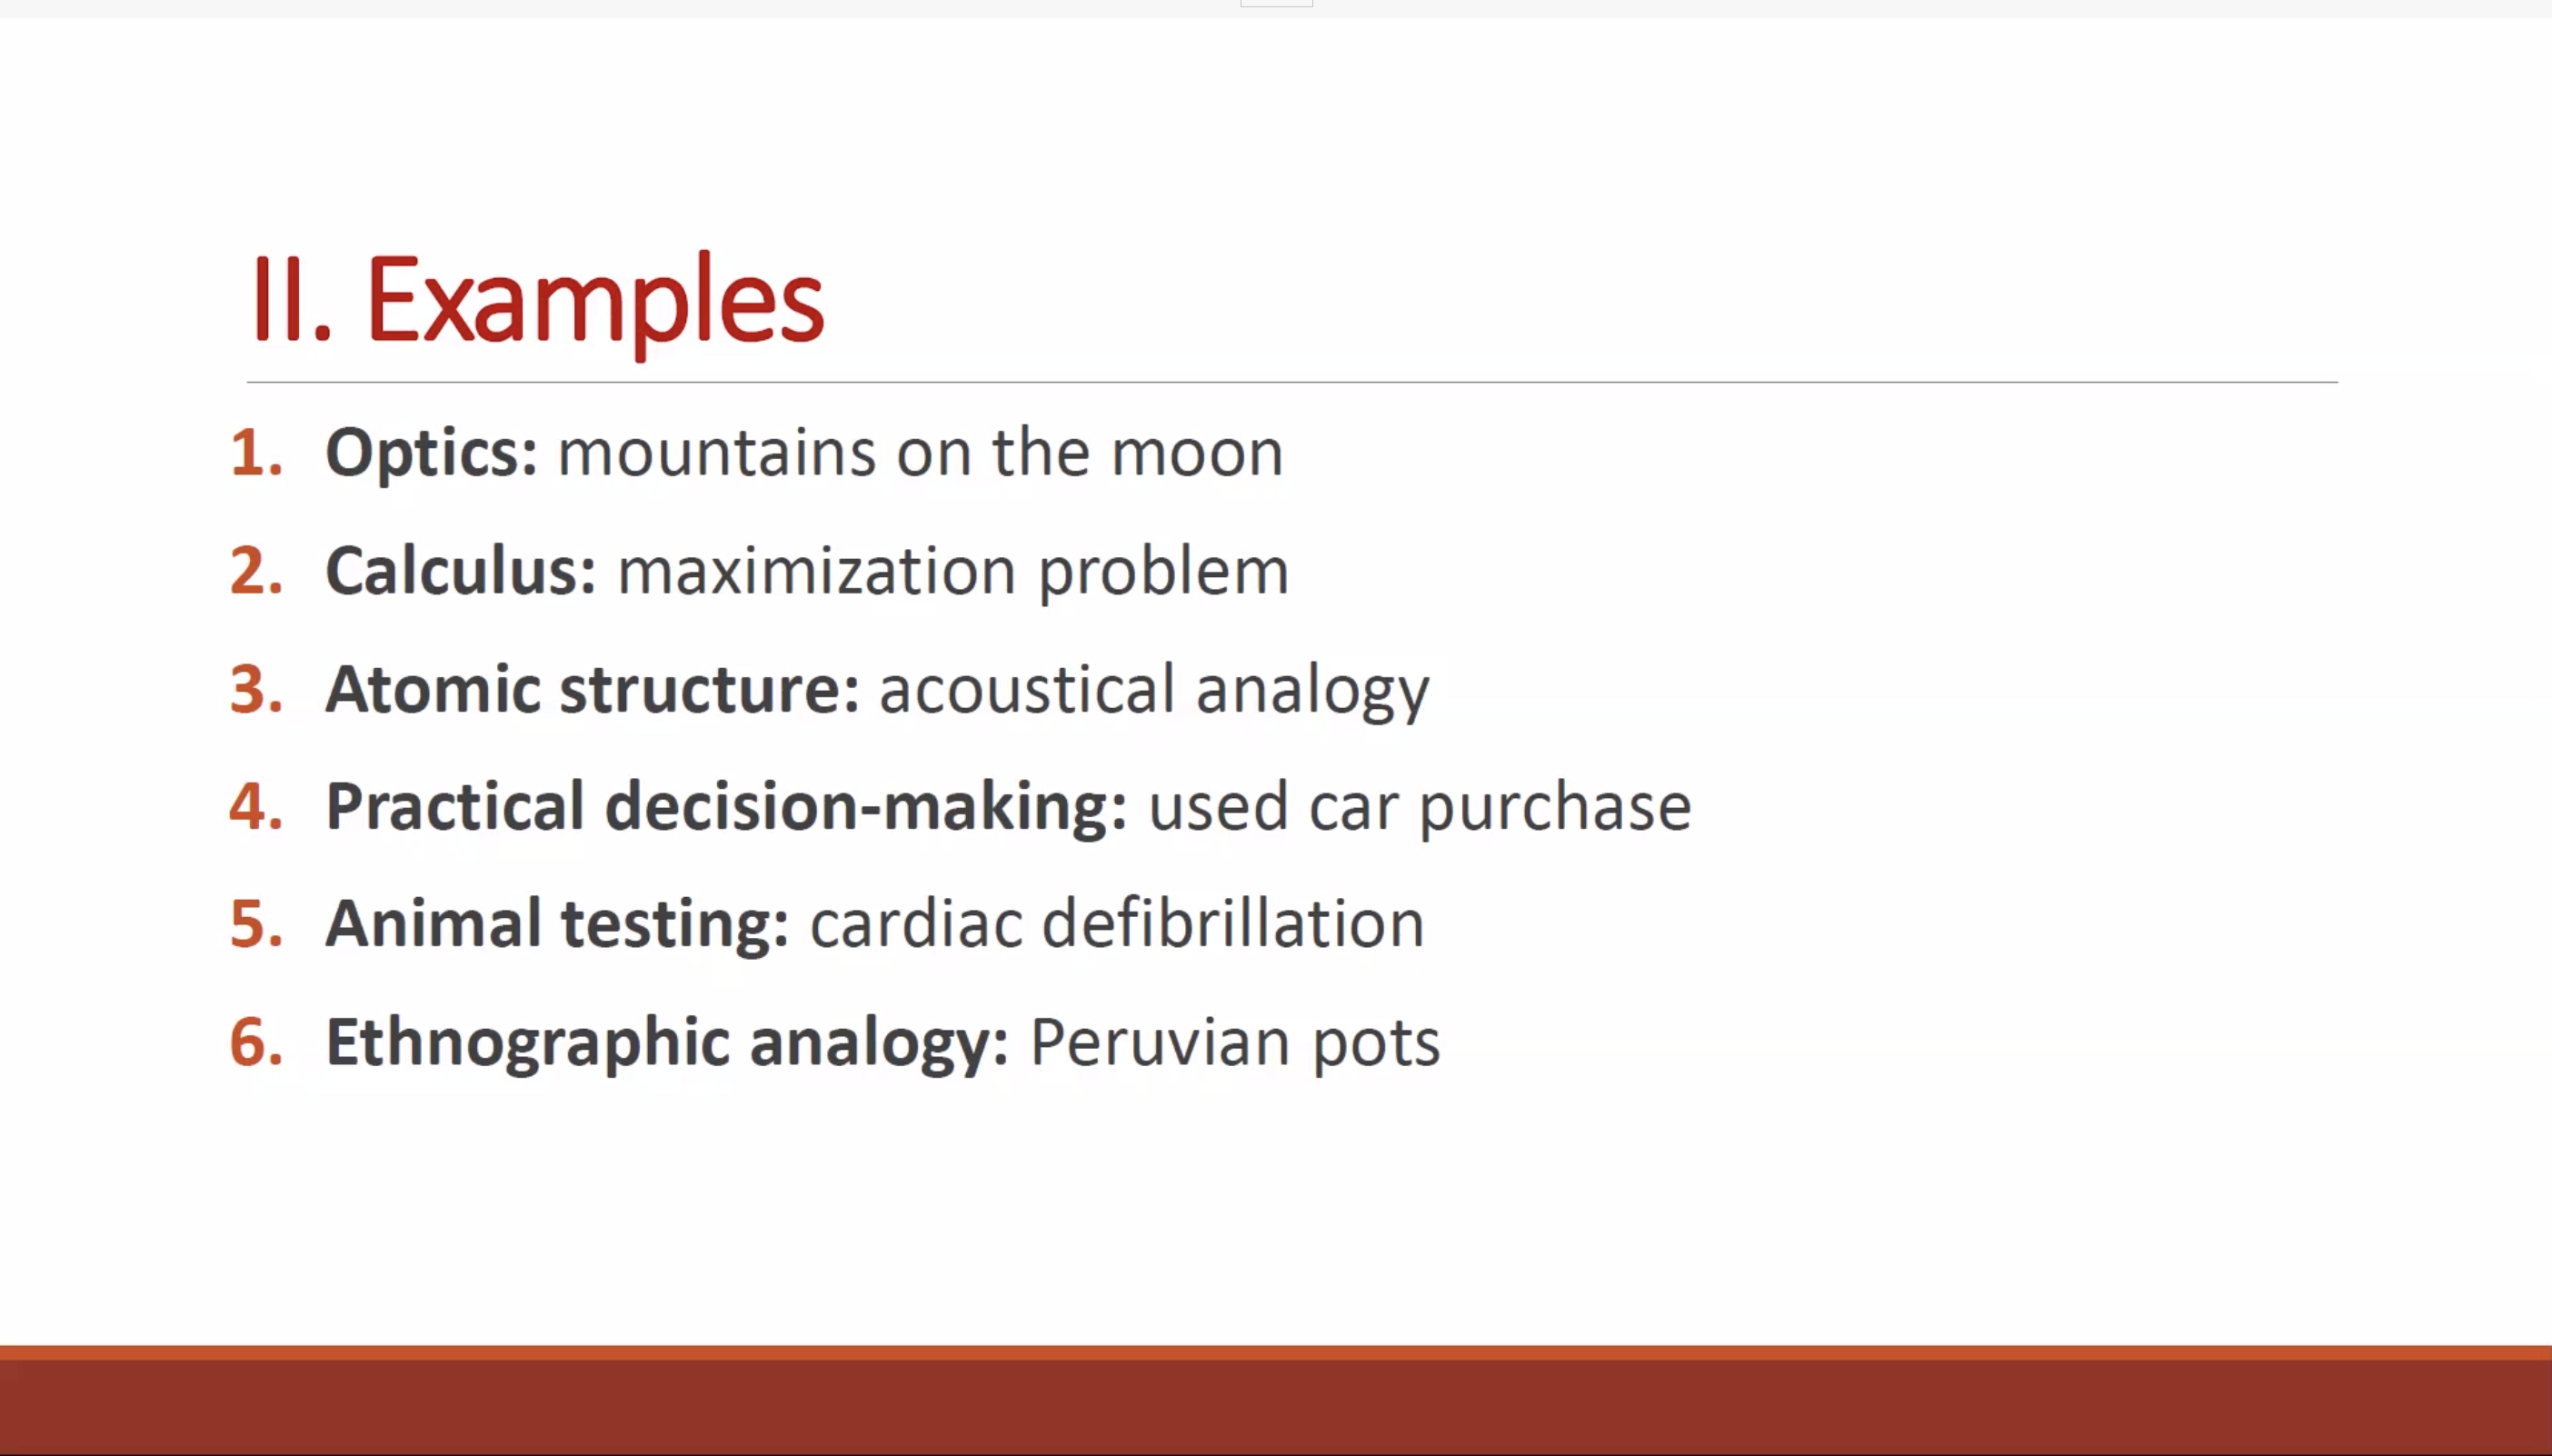 II. Examples
1. Optics: mountains on the moon
2. Calculus: maximization problem
3. Atomic structure: acoustical analogy
4. Practical decision-making: used car purchase
5. Animal testing: cardiac defibrillation
6. Ethnographic analogy: Peruvian pots